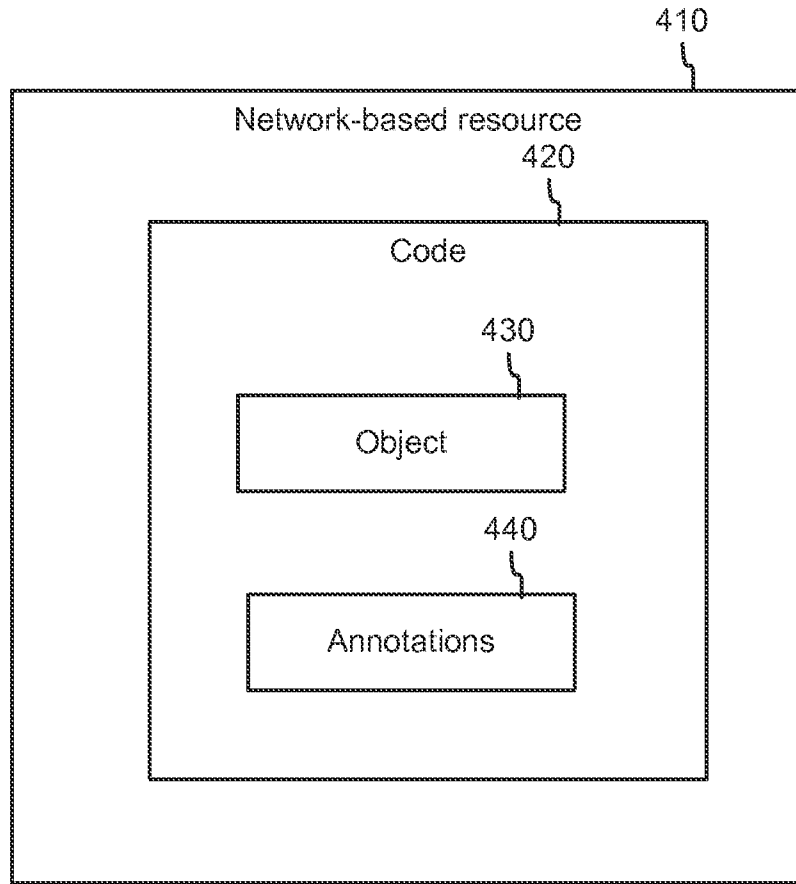 410
Network-based resource
420
Code
430
Object
440
Annotations